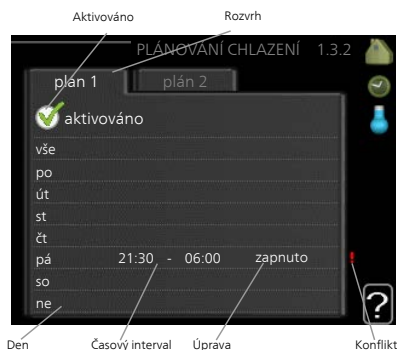 Aktivováno Rozvrh
PLÁNOVÁNÍ CHLAZENÍ 1.3.2
plán 1 plán 2
aktivováno
vše
po
út
st
čt
pá 21:30 - 06:00 zapnuto
so
ne
?
Den Časový interval Úprava Konflikt